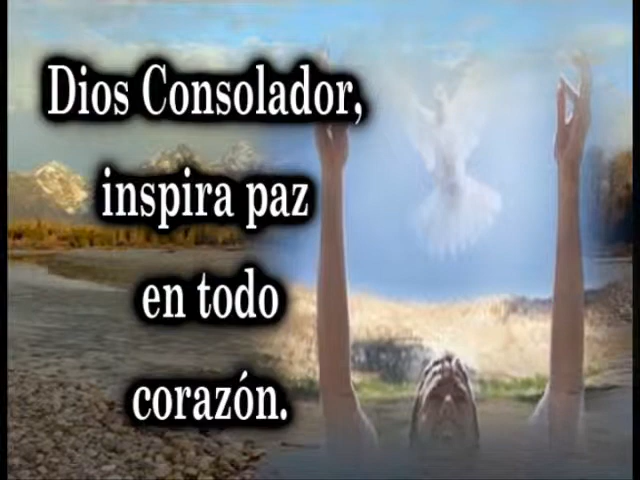 Dios Consolador,
inspira paz
en todo
corazón.